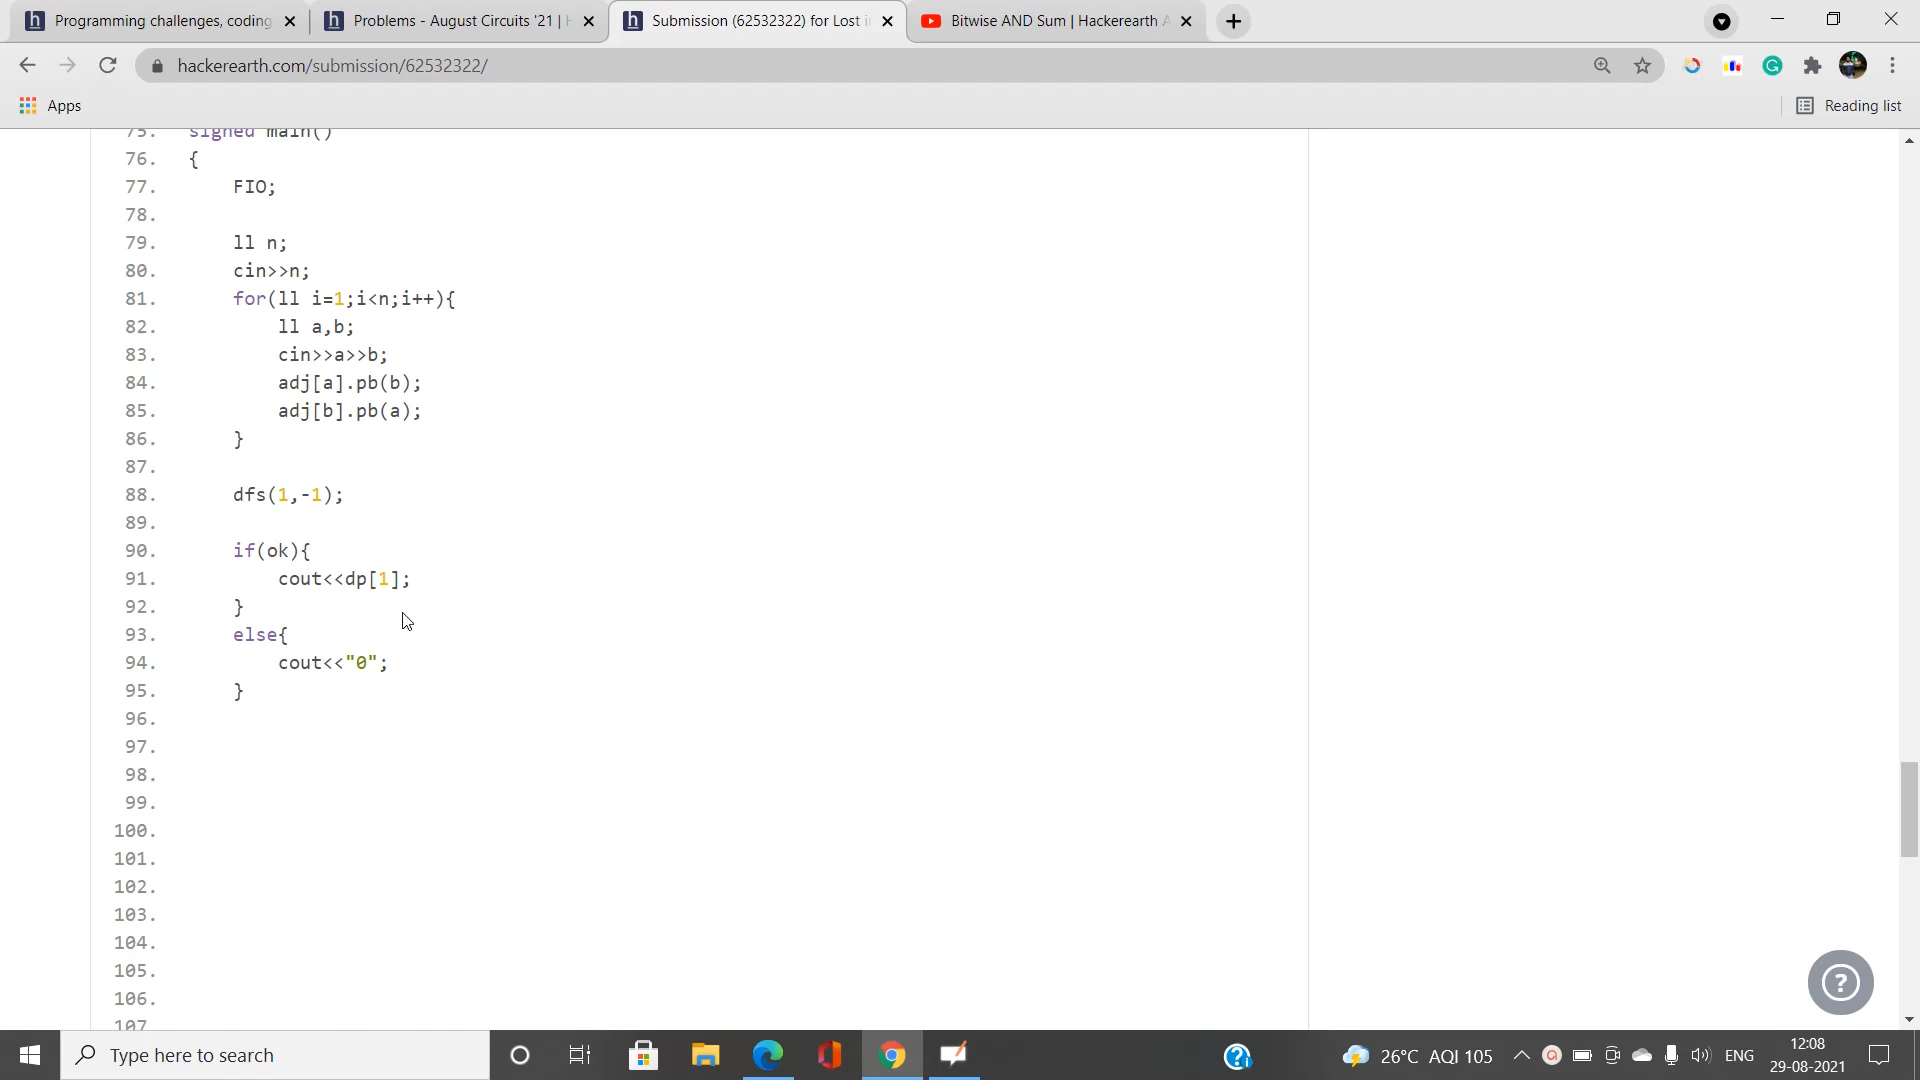 Programming challenges, coding
Problems - August Circuits '21 |
Submission (62532322) for Lost i
Bitwise AND Sum | Hackerearth A
hackerearth.com/submission/62532322/
Apps
Reading list
75. signed main()
76. {
77. FIO;
78.
79. ll n;
80. cin>>n;
81. for(ll i=1;i<n;i++){
82. ll a,b;
83. cin>>a>>b;
84. adj[a].pb(b);
85. adj[b].pb(a);
86. }
87.
88. dfs(1,-1);
89.
90. if(ok){
91. cout<<dp[1];
92. }
93. else{
94. cout<<"0";
95. }
96.
97.
98.
99.
100.
101.
102.
103.
104.
105.
106.
107
?
Type here to search
26°C AQI 105
ENG
12:08
29-08-2021